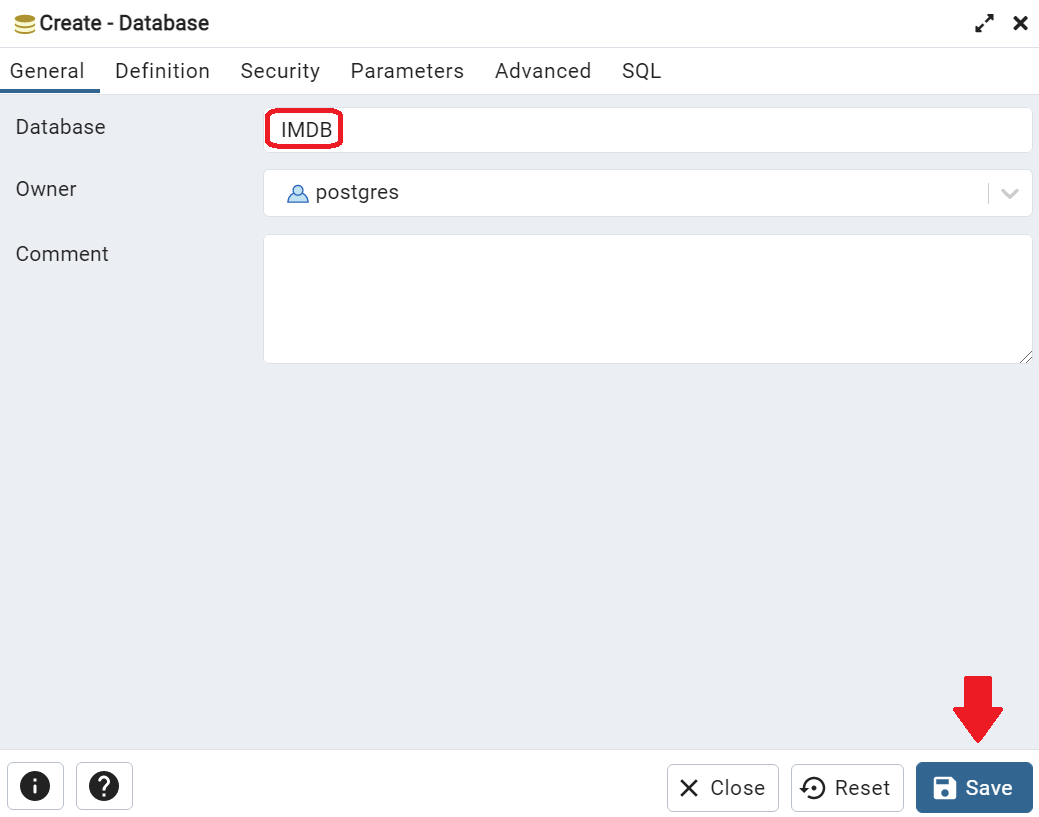 Create - Database
General Definition Security Parameters Advanced SQL
Database IMDB
Owner postgres
Comment
Close Reset Save